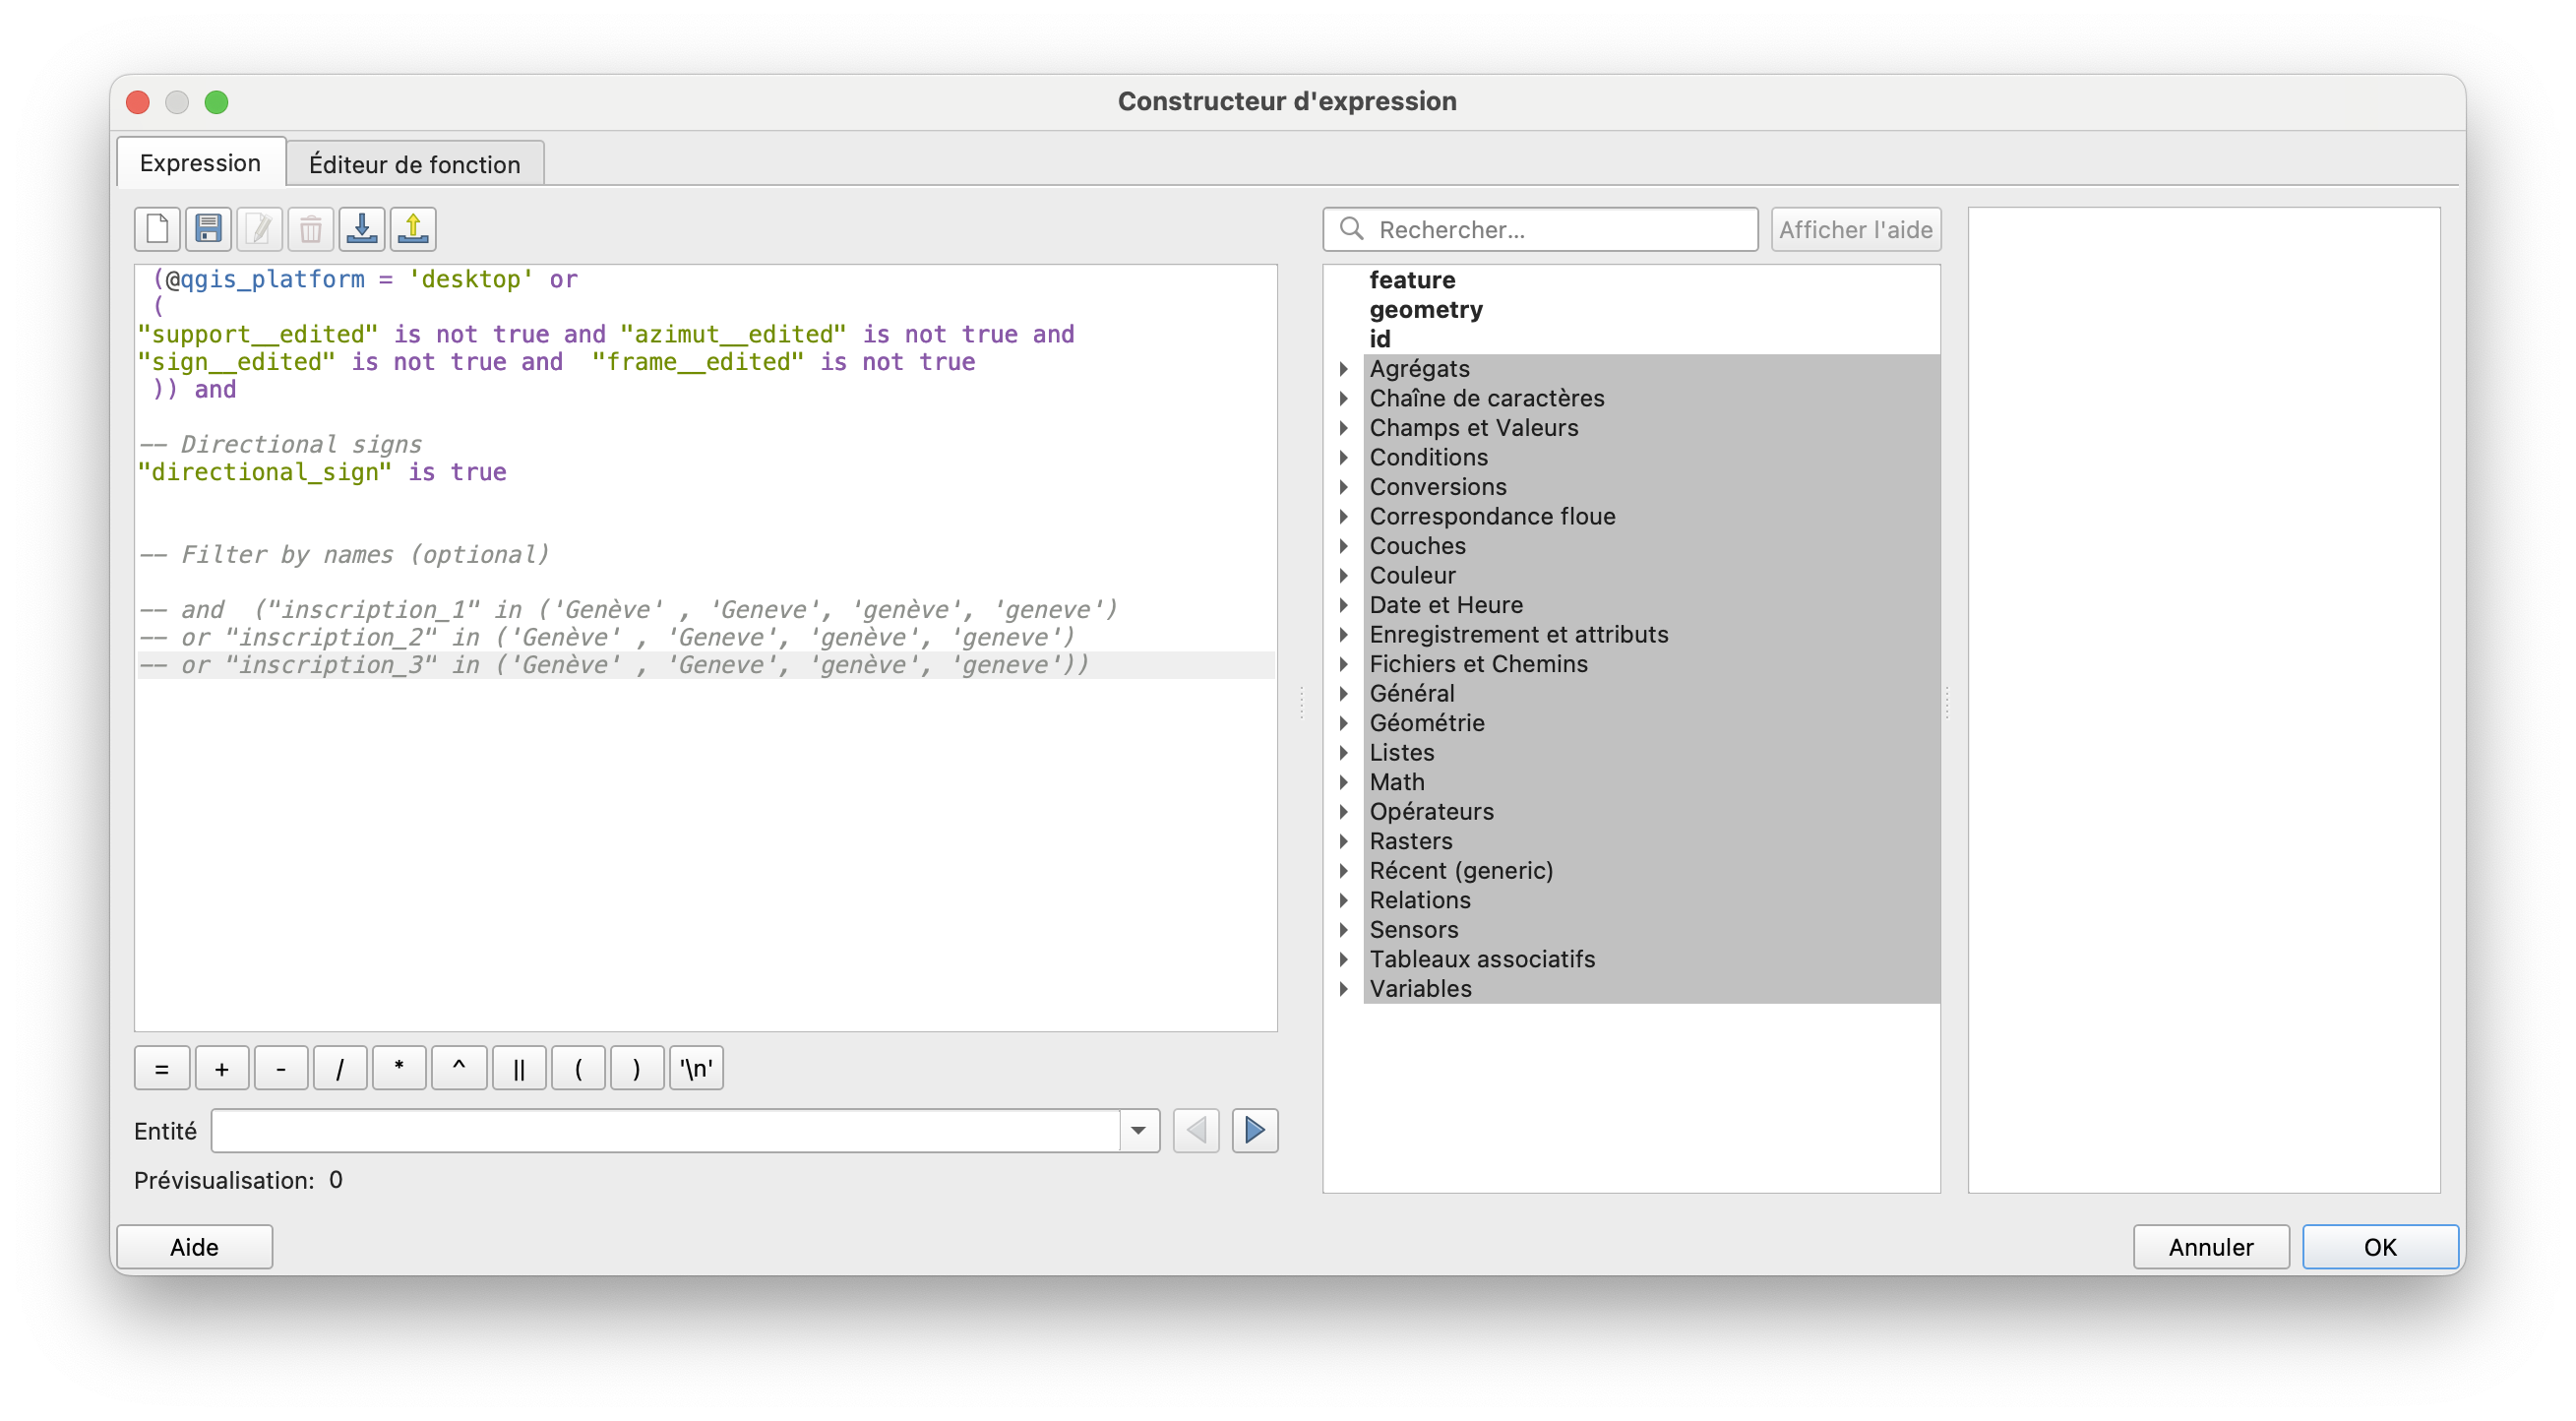 Constructeur d'expression
Expression
Éditeur de fonction
(@qgis_platform = 'desktop' or
(
"support__edited" is not true and "azimut__edited" is not true and
"sign__edited" is not true and  "frame__edited" is not true
)) and
-- Directional signs
"directional_sign" is true
-- Filter by names (optional)
-- and  ("inscription_1" in ('Genève' , 'Geneve', 'genève', 'geneve')
-- or "inscription_2" in ('Genève' , 'Geneve', 'genève', 'geneve')
-- or "inscription_3" in ('Genève' , 'Geneve', 'genève', 'geneve'))
= + - / * ^ || ( ) '\n'
Entité
Prévisualisation: 0
Rechercher...
Afficher l'aide
feature
geometry
id
Agrégats
Chaîne de caractères
Champs et Valeurs
Conditions
Conversions
Correspondance floue
Couches
Couleur
Date et Heure
Enregistrement et attributs
Fichiers et Chemins
Général
Géométrie
Listes
Math
Opérateurs
Rasters
Récent (generic)
Relations
Sensors
Tableaux associatifs
Variables
Aide
Annuler
OK